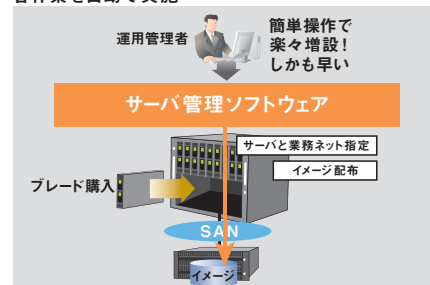 運用管理者
簡単操作で
楽々増設!
しかも早い
サーバ管理ソフトウェア
サーバと業務ネット指定
イメージ配布
ブレード購入
SAN
イメージ